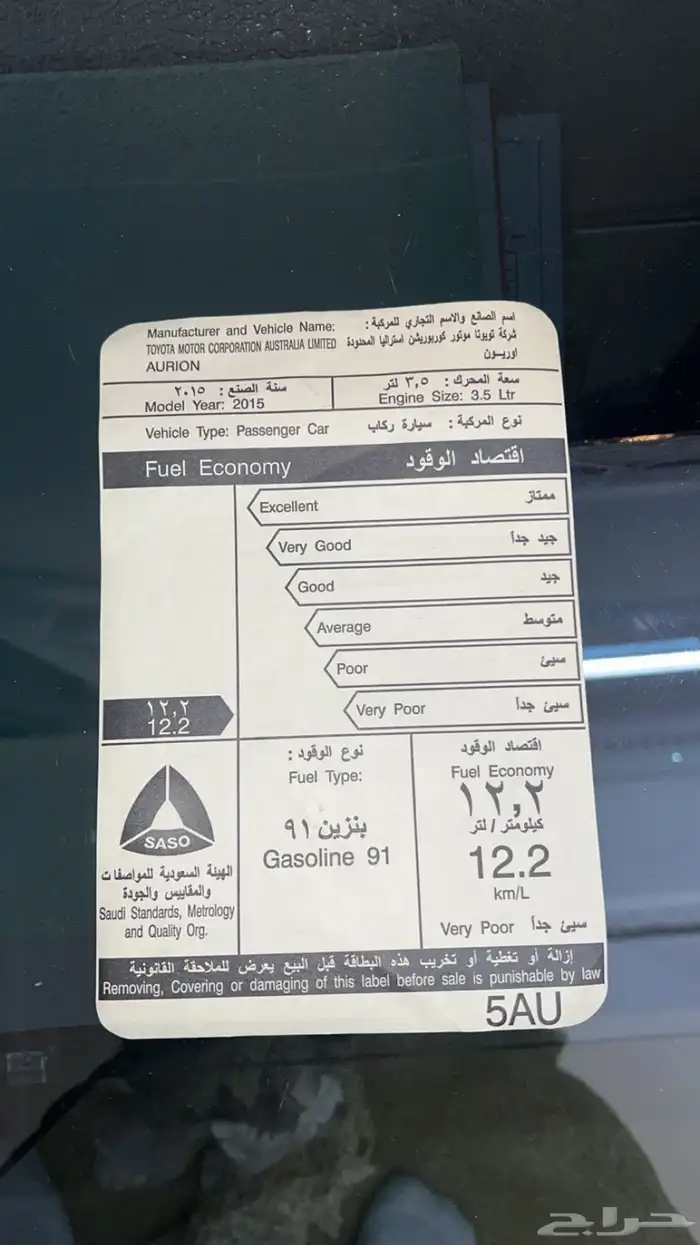 Manufacturer and Vehicle Name: اسم الصانع والاسم التجاري للمركبة :
TOYOTA MOTOR CORPORATION AUSTRALIA LIMITED شركة تويوتا موتور كوربوريشن استراليا المحدودة
AURION اوريــون
سنة الصنع : ٢٠١٥
Model Year: 2015
سعة المحرك : ٣,٥ لتر
Engine Size: 3.5 Ltr
Vehicle Type: Passenger Car نوع المركبة : سيارة ركاب
Fuel Economy اقتصاد الوقود
Excellent ممتاز
Very Good جيد جداً
Good جيد
Average متوسط
Poor سيئ
Very Poor سيئ جداً
١٢,٢
12.2
SASO
الهيئة السعودية للمواصفات
والمقاييس والجودة
Saudi Standards, Metrology
and Quality Org.
نوع الوقود :
Fuel Type:
بنزين ٩١
Gasoline 91
اقتصاد الوقود
Fuel Economy
١٢,٢
كيلومتر / لتر
12.2
km/L
Very Poor سيئ جداً
إزالة أو تغطية أو تخريب هذه البطاقة قبل البيع يعرض للملاحقة القانونية
Removing, Covering or damaging of this label before sale is punishable by law
5AU
حراج